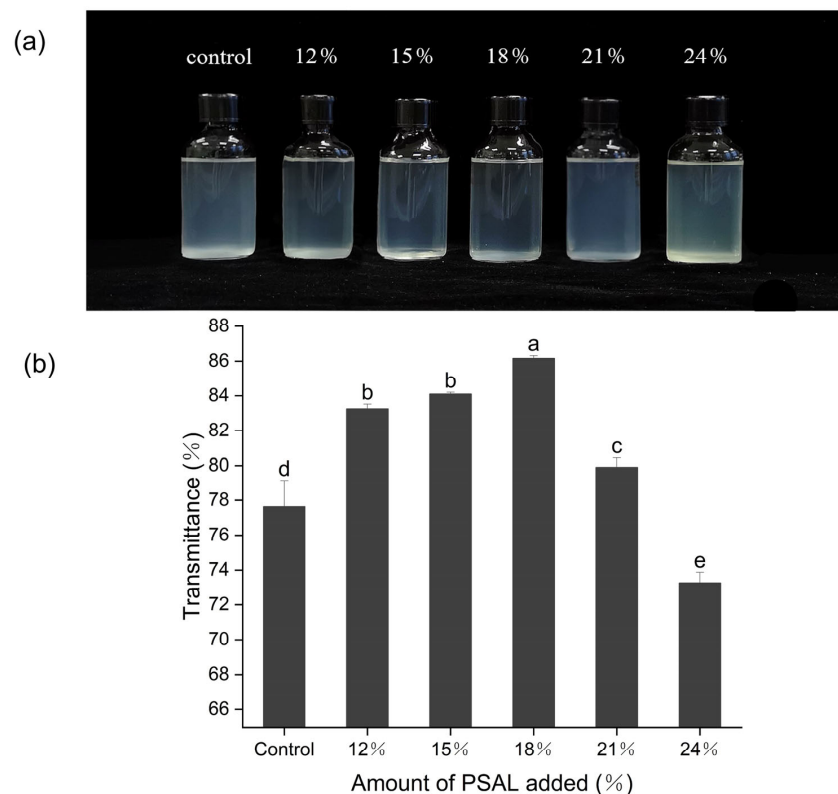 (a)
control 12% 15% 18% 21% 24%
(b)
88
86
84
82
80
78
76
74
72
70
68
66
Transmittance (%)
d b b a c e
Control 12% 15% 18% 21% 24%
Amount of PSAL added (%)